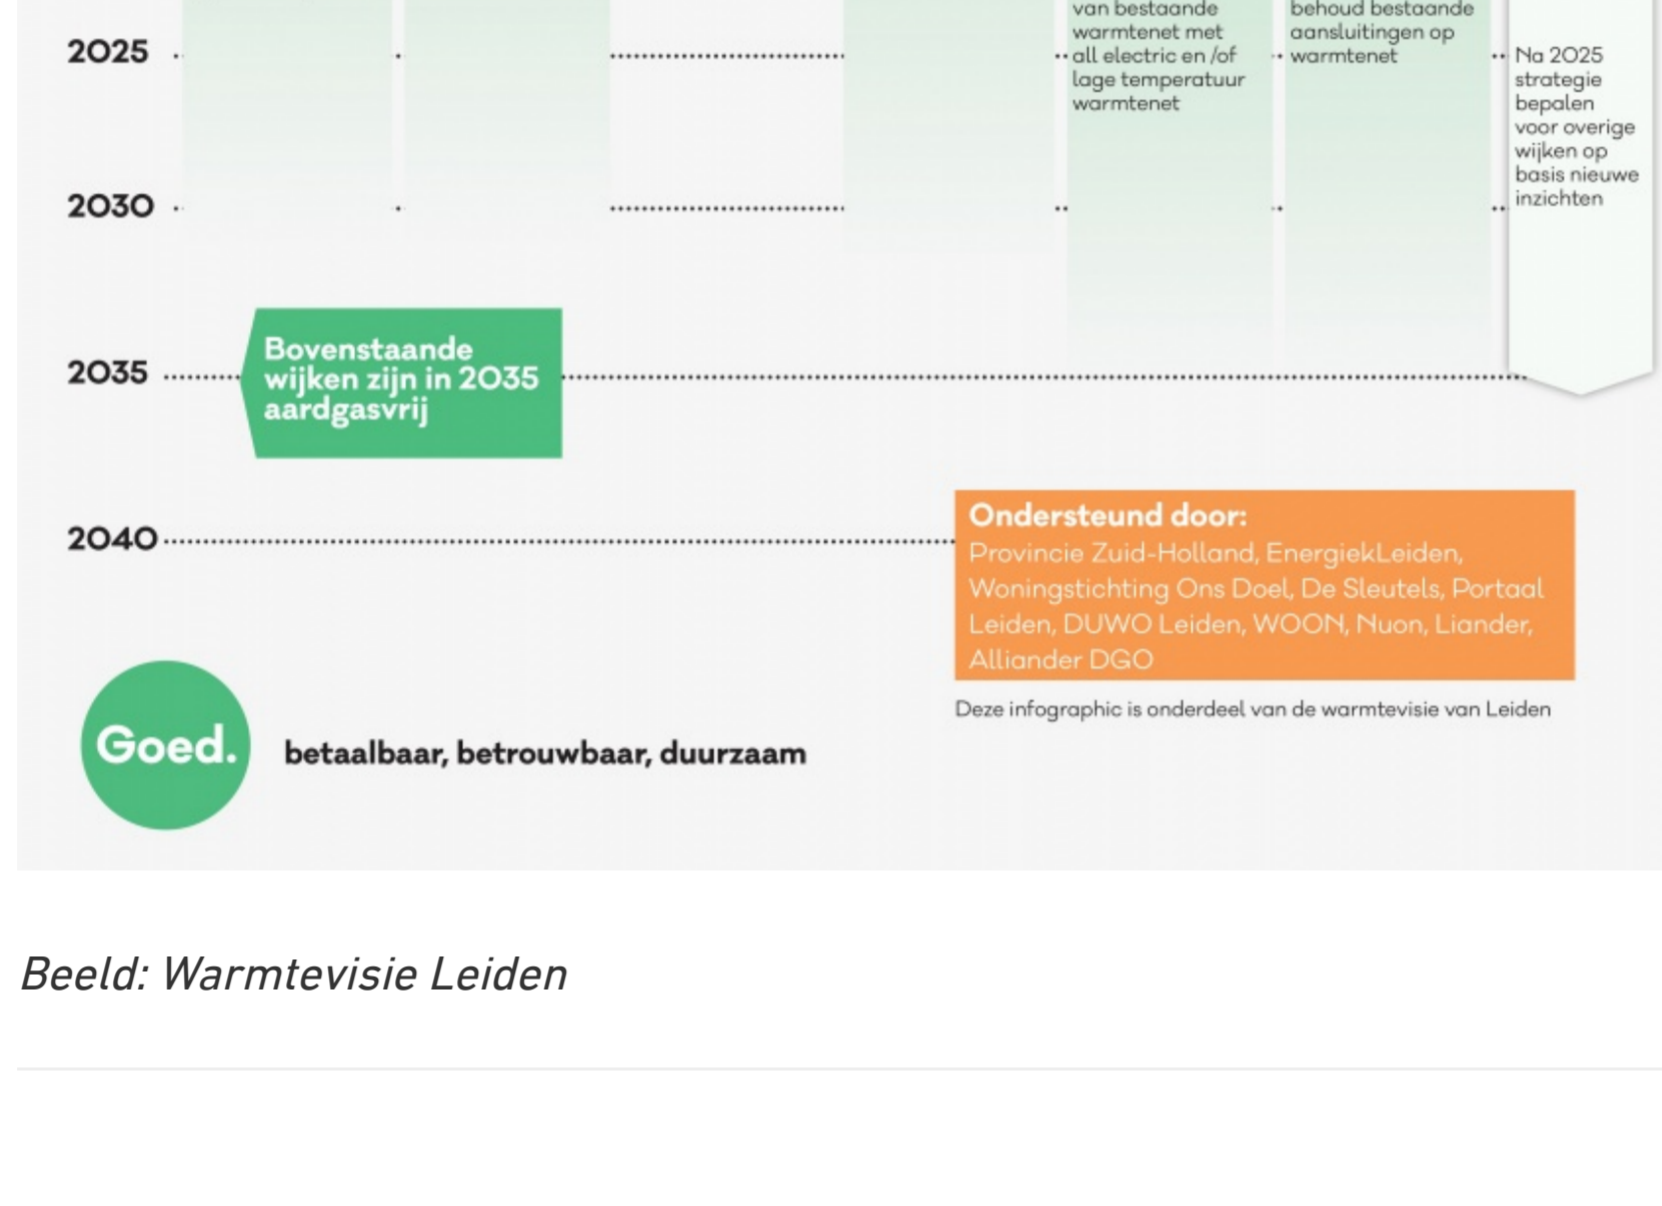 van bestaande
warmtenet met
all electric en /of
lage temperatuur
warmtenet
behoud bestaande
aansluitingen op
warmtenet
2025
Na 2025
strategie
bepalen
voor overige
wijken op
basis nieuwe
inzichten
2030
Bovenstaande
wijken zijn in 2035
aardgasvrij
2035
2040
Ondersteund door:
Provincie Zuid-Holland, EnergiekLeiden,
Woningstichting Ons Doel, De Sleutels, Portaal
Leiden, DUWO Leiden, WOON, Nuon, Liander,
Alliander DGO
Deze infographic is onderdeel van de warmtevisie van Leiden
Goed.
betaalbaar, betrouwbaar, duurzaam
Beeld: Warmtevisie Leiden